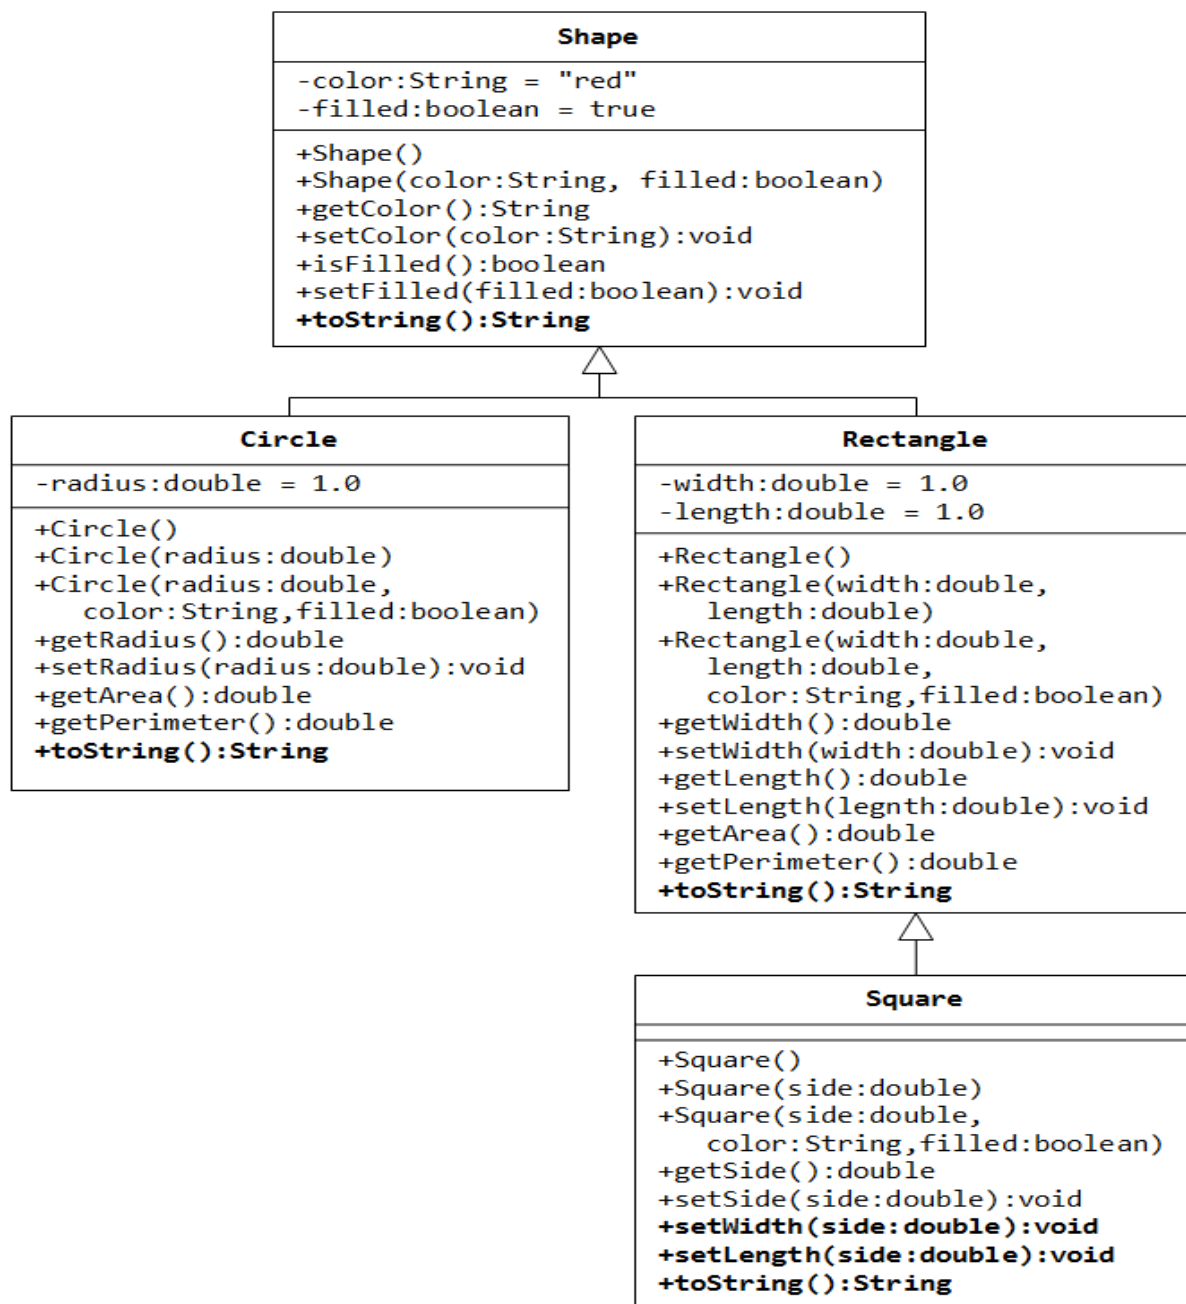 Shape
-color:String = "red"
-filled:boolean = true
+Shape()
+Shape(color:String, filled:boolean)
+getColor():String
+setColor(color:String):void
+isFilled():boolean
+setFilled(filled:boolean):void
+toString():String
Circle
-radius:double = 1.0
+Circle()
+Circle(radius:double)
+Circle(radius:double,
color:String,filled:boolean)
+getRadius():double
+setRadius(radius:double):void
+getArea():double
+getPerimeter():double
+toString():String
Rectangle
-width:double = 1.0
-length:double = 1.0
+Rectangle()
+Rectangle(width:double,
length:double)
+Rectangle(width:double,
length:double,
color:String,filled:boolean)
+getWidth():double
+setWidth(width:double):void
+getLength():double
+setLength(legnth:double):void
+getArea():double
+getPerimeter():double
+toString():String
Square
+Square()
+Square(side:double)
+Square(side:double,
color:String,filled:boolean)
+getSide():double
+setSide(side:double):void
+setWidth(side:double):void
+setLength(side:double):void
+toString():String